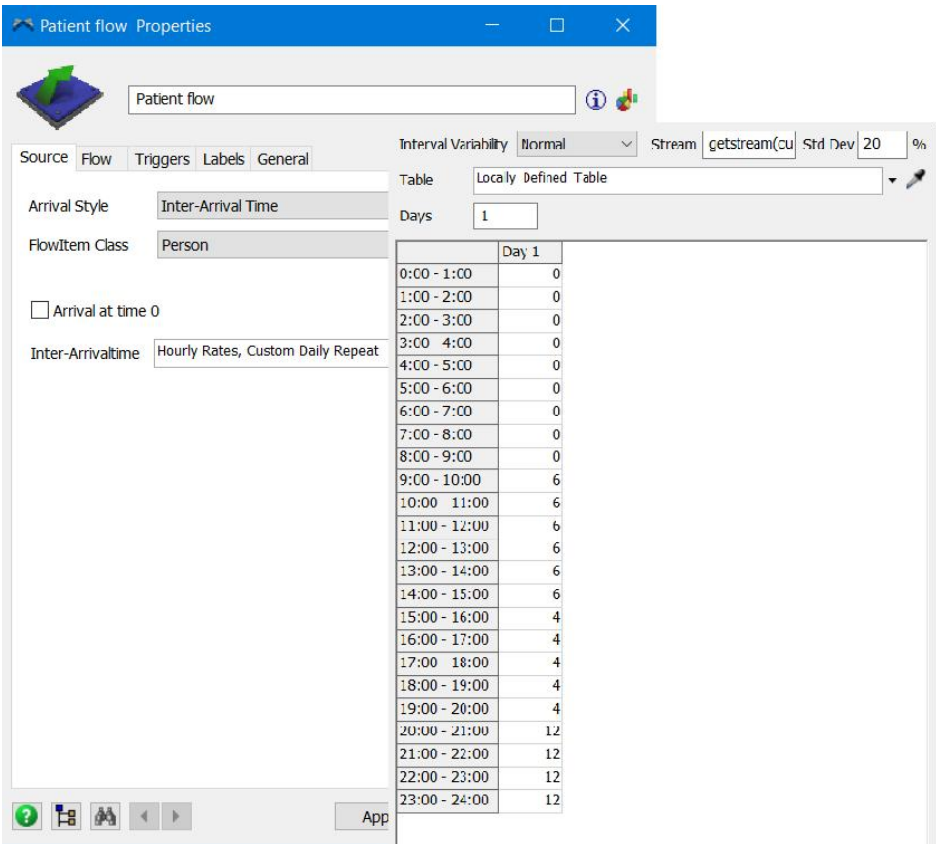 Patient flow Properties
Patient flow
Source Flow Triggers Labels General
Arrival Style Inter-Arrival Time
FlowItem Class Person
Arrival at time 0
Inter-Arrivaltime Hourly Rates, Custom Daily Repeat
App
Interval Variability Normal Stream getstream(cu Std Dev 20 %
Table Locally Defined Table
Days 1
Day 1
0:00 - 1:00 0
1:00 - 2:00 0
2:00 - 3:00 0
3:00 4:00 0
4:00 - 5:00 0
5:00 - 6:00 0
6:00 - 7:00 0
7:00 - 8:00 0
8:00 - 9:00 0
9:00 - 10:00 6
10:00 11:00 6
11:00 - 12:00 6
12:00 - 13:00 6
13:00 - 14:00 6
14:00 - 15:00 6
15:00 - 16:00 4
16:00 - 17:00 4
17:00 18:00 4
18:00 - 19:00 4
19:00 - 20:00 4
20:00 - 21:00 12
21:00 - 22:00 12
22:00 - 23:00 12
23:00 - 24:00 12